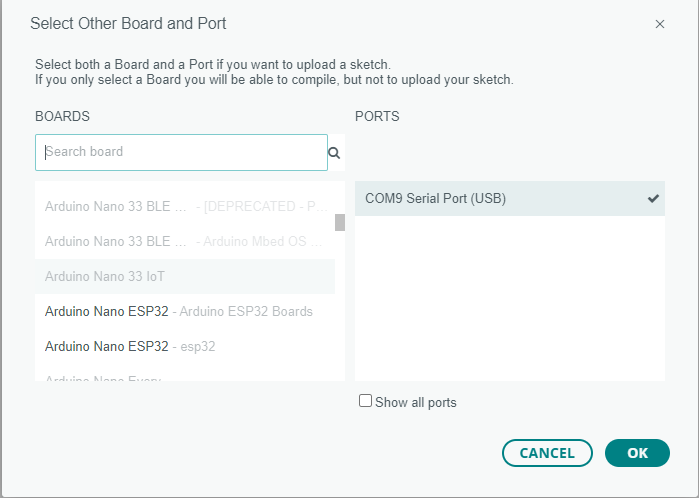 Select Other Board and Port
Select both a Board and a Port if you want to upload a sketch.
If you only select a Board you will be able to compile, but not to upload your sketch.
BOARDS
PORTS
Search board
COM9 Serial Port (USB)
Arduino Nano 33 BLE ... - [DEPRECATED - P...
Arduino Nano 33 BLE ... - Arduino Mbed OS ...
Arduino Nano 33 IoT
Arduino Nano ESP32 - Arduino ESP32 Boards
Arduino Nano ESP32 - esp32
Arduino Nano Every
Show all ports
CANCEL
OK